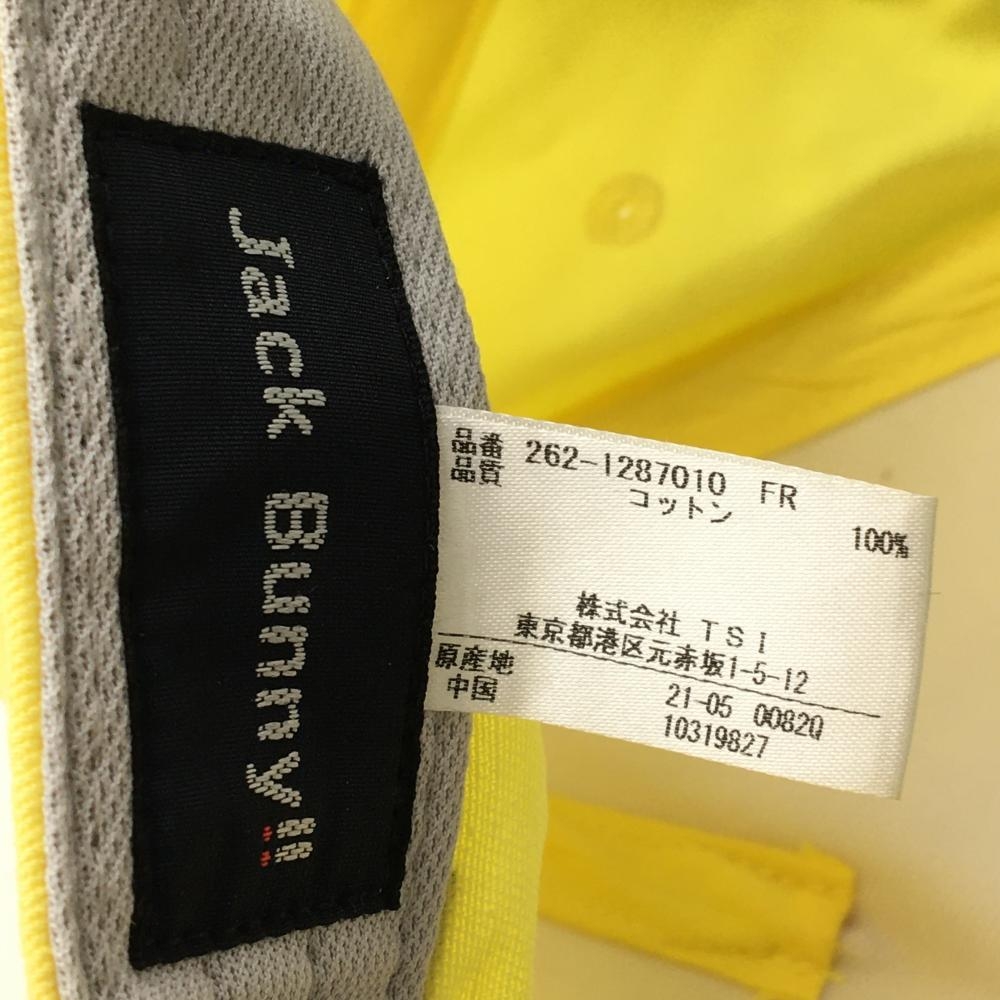 Jack Bunny!!
品番 262-1287010 FR
品質 コットン
100%
株式会社 TSI
東京都港区元赤坂1-5-12
原産地 21-05 0082Q
中国 10319827